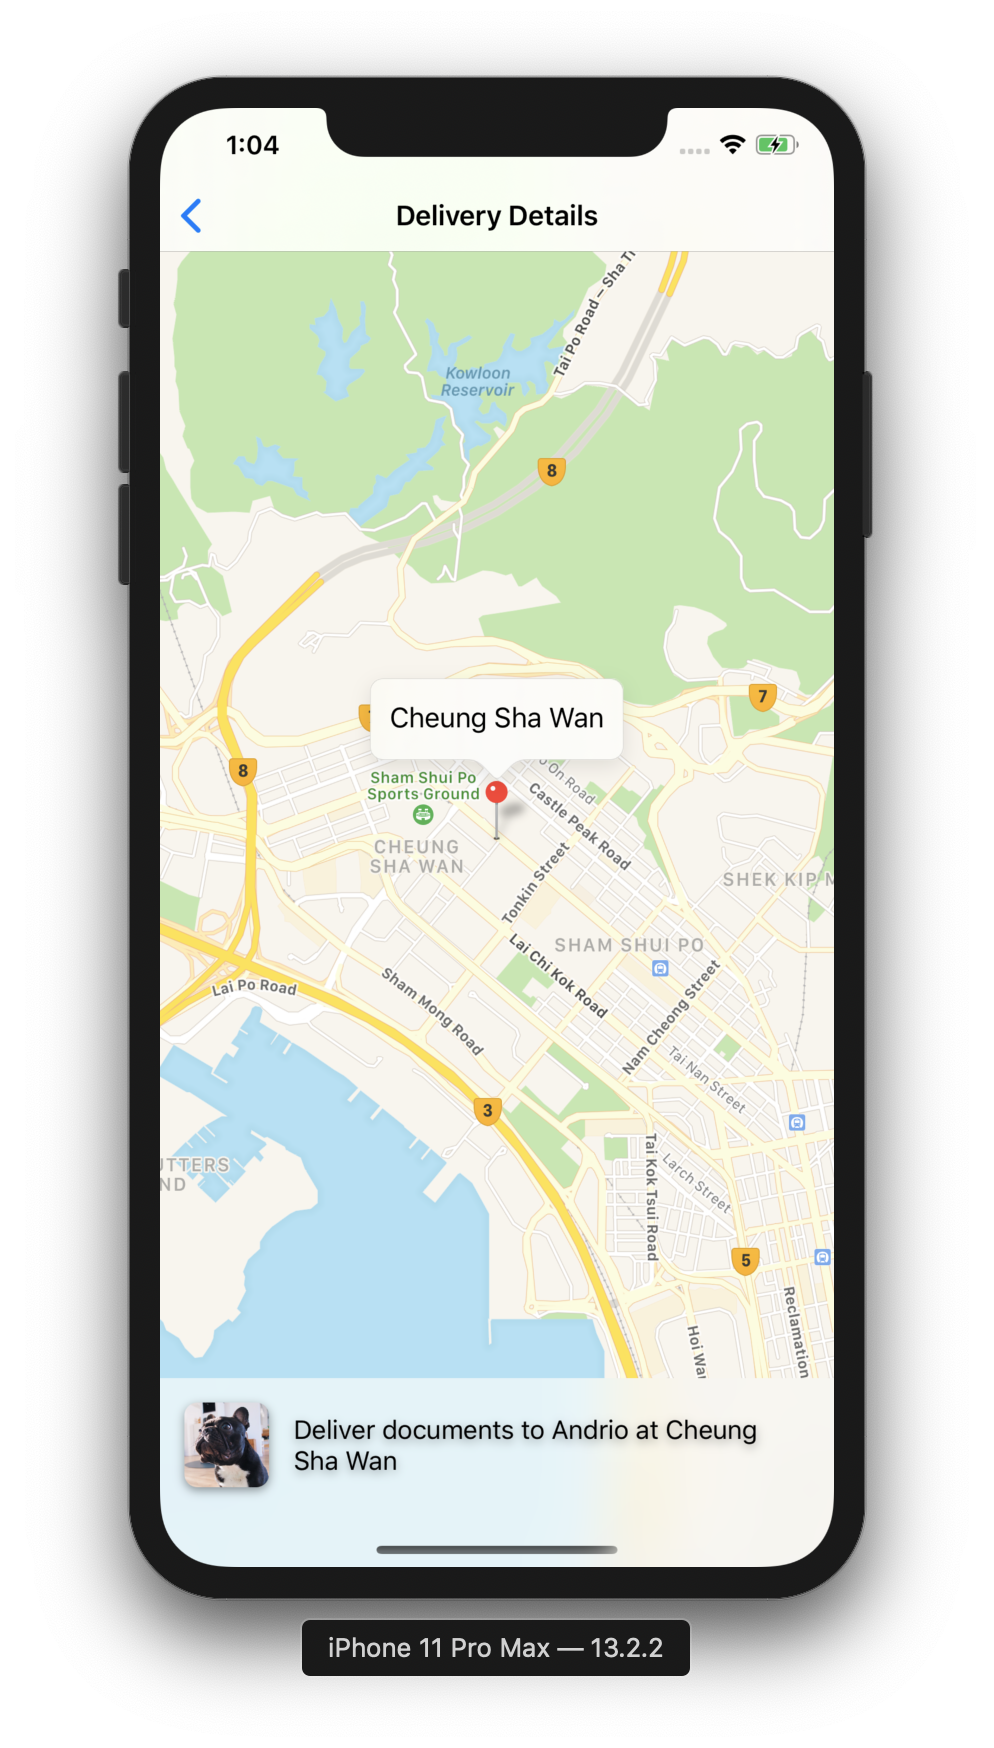 1:04
Delivery Details
Tai Po Road – Sha
Kowloon
Reservoir
8
7
Cheung Sha Wan
8
Sham Shui Po
Sports Ground
On Road
Castle Peak Road
CHEUNG
SHA WAN
Tonkin Street
SHEK KIP
SHAM SHUI PO
Lai Chi Kok Road
Lai Po Road
Sham Mong Road
Nam Cheong Street
Tai Nan Street
3
Tai Kok Tsui Road
Larch Street
5
Reclamation
Hoi
Deliver documents to Andrio at Cheung
Sha Wan
iPhone 11 Pro Max — 13.2.2